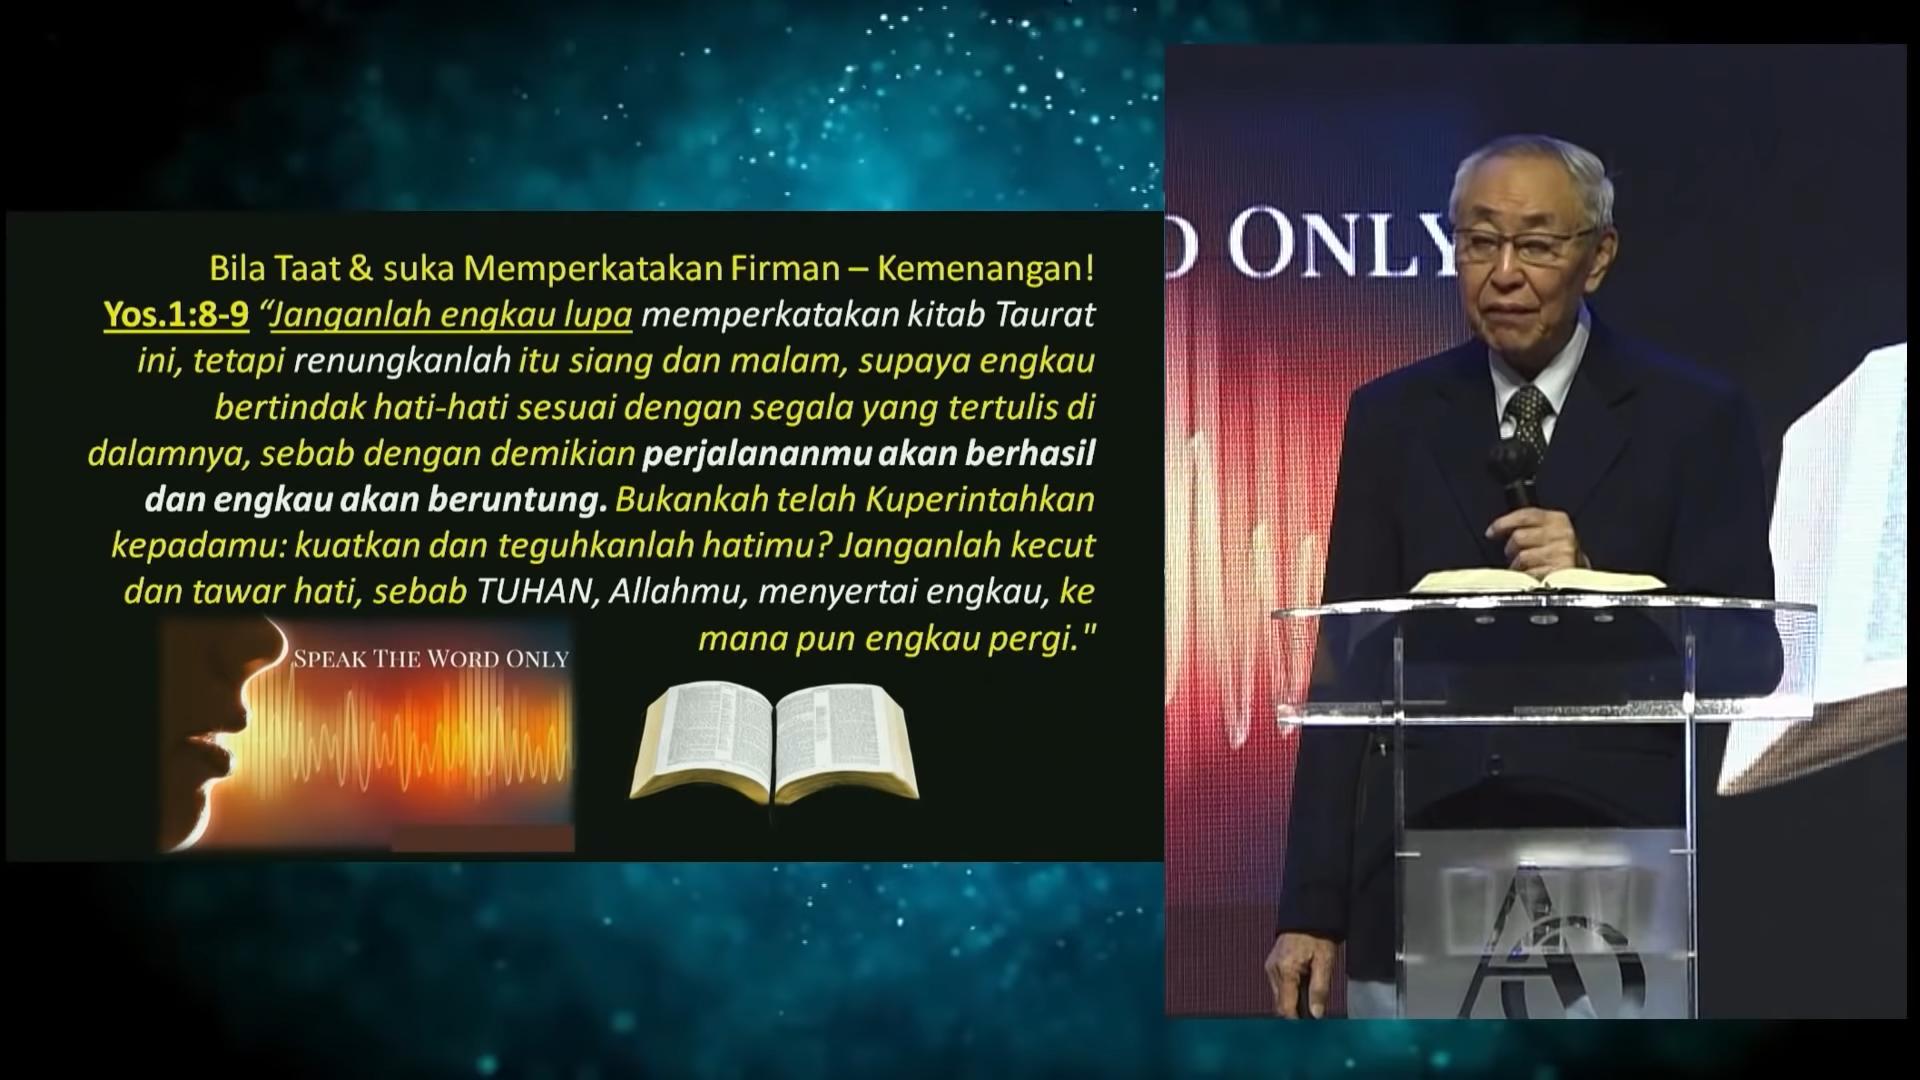 Bila Taat & suka Memperkatakan Firman – Kemenangan!
Yos.1:8-9 “Janganlah engkau lupa memperkatakan kitab Taurat
ini, tetapi renungkanlah itu siang dan malam, supaya engkau
bertindak hati-hati sesuai dengan segala yang tertulis di
dalamnya, sebab dengan demikian perjalananmu akan berhasil
dan engkau akan beruntung. Bukankah telah Kuperintahkan
kepadamu: kuatkan dan teguhkanlah hatimu? Janganlah kecut
dan tawar hati, sebab TUHAN, Allahmu, menyertai engkau, ke
mana pun engkau pergi."
SPEAK THE WORD ONLY
D ONLY